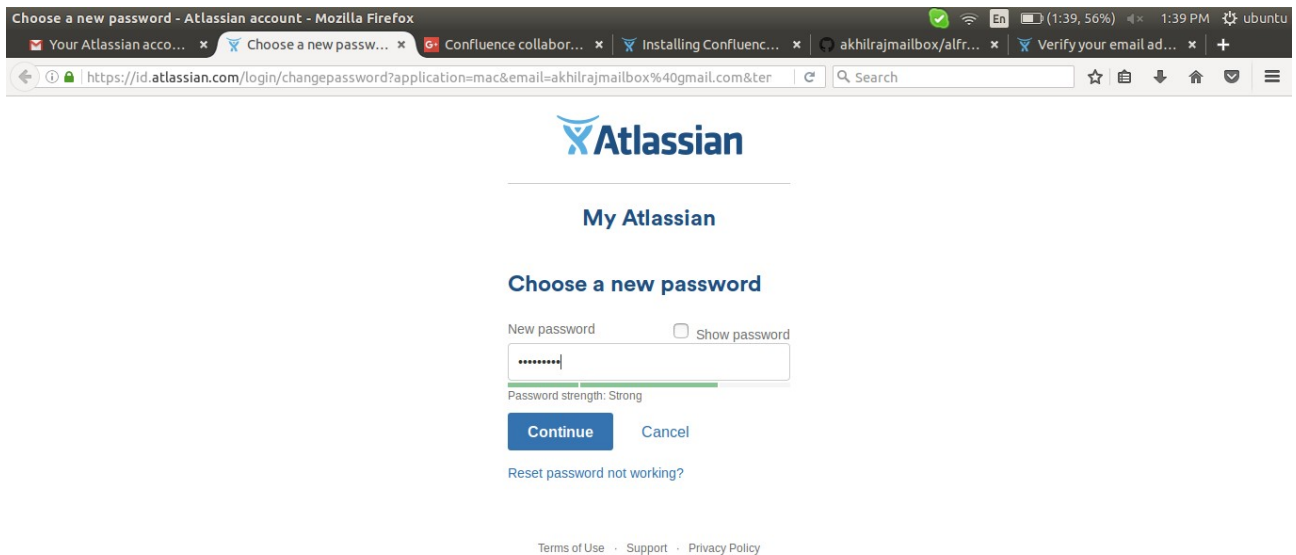 Choose a new password - Atlassian account - Mozilla Firefox En (1:39, 56%) 1:39 PM ubuntu
Your Atlassian acco... × Choose a new passw... × G+ Confluence collabor... × Installing Confluenc... × akhilrajmailbox/alfr... × Verify your email ad... × +
https://id.atlassian.com/login/changepassword?application=mac&email=akhilrajmailbox%40gmail.com&ter Search
Atlassian
My Atlassian
Choose a new password
New password Show password
•••••••••
Password strength: Strong
Continue Cancel
Reset password not working?
Terms of Use · Support · Privacy Policy